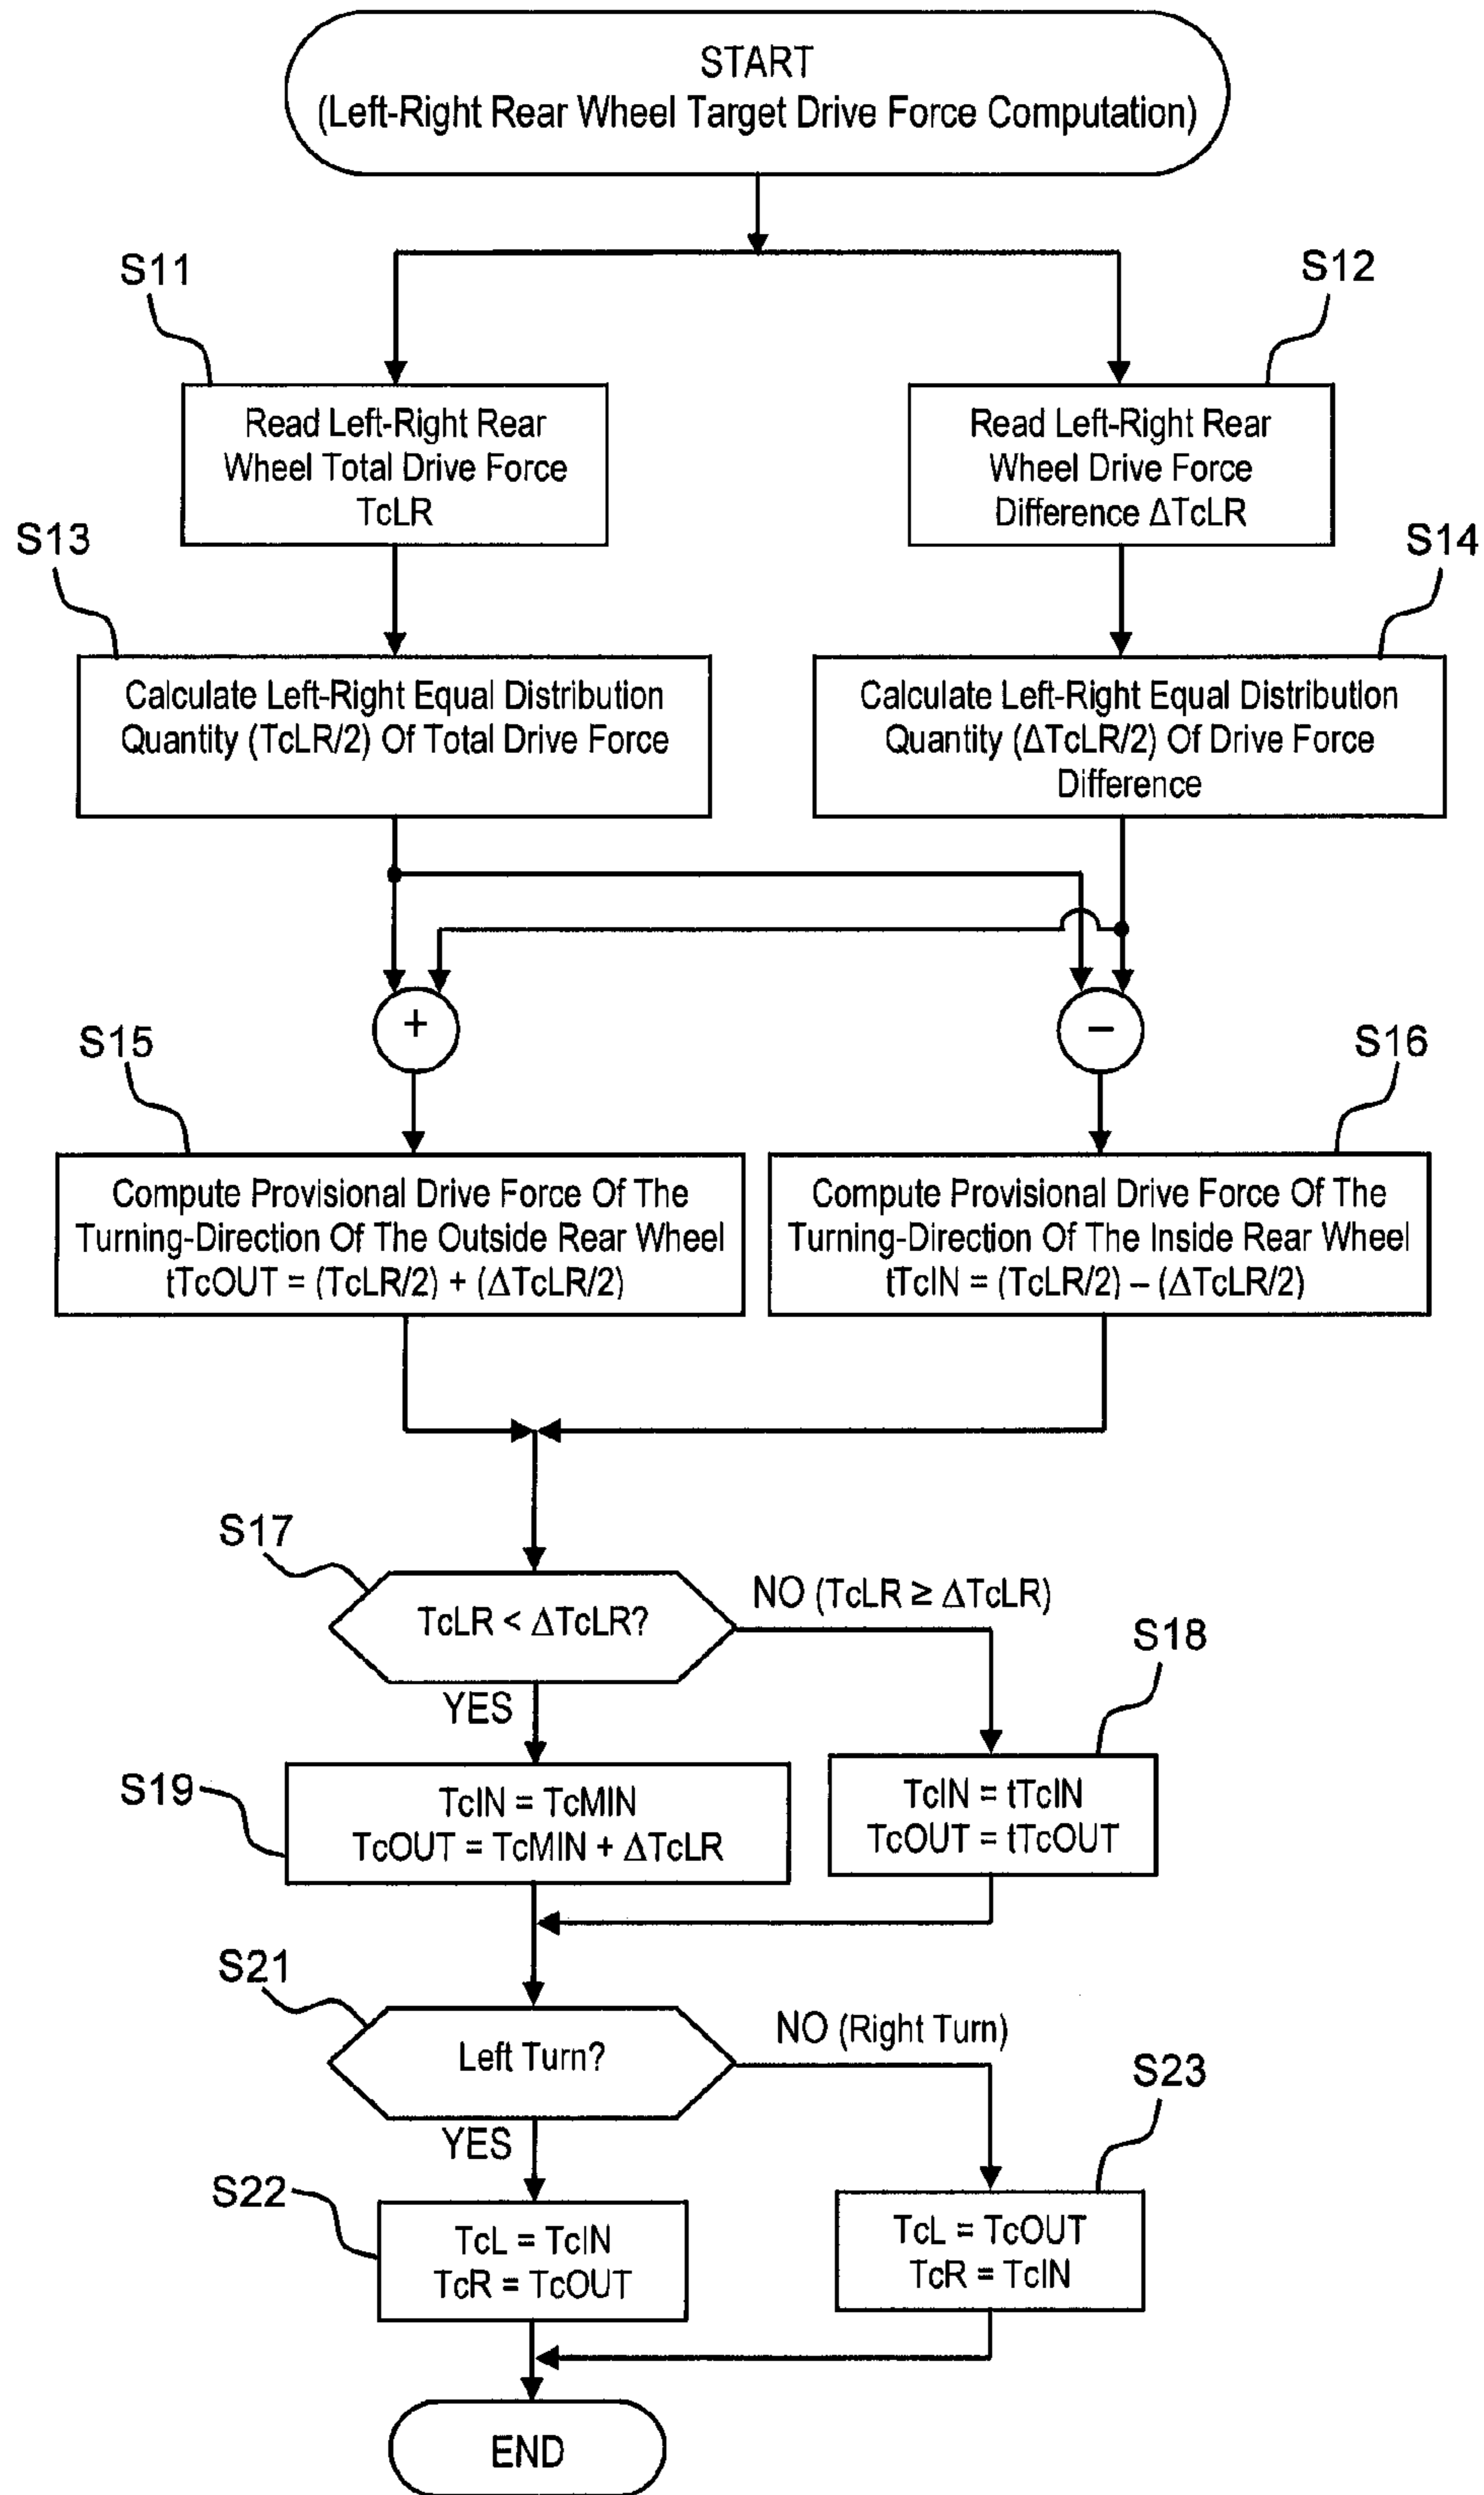 START
(Left-Right Rear Wheel Target Drive Force Computation)
S11
S12
Read Left-Right Rear
Wheel Total Drive Force
TcLR
Read Left-Right Rear
Wheel Drive Force
Difference ΔTcLR
S13
S14
Calculate Left-Right Equal Distribution
Quantity (TcLR/2) Of Total Drive Force
Calculate Left-Right Equal Distribution
Quantity (ΔTcLR/2) Of Drive Force
Difference
+
–
S15
S16
Compute Provisional Drive Force Of The
Turning-Direction Of The Outside Rear Wheel
tTcOUT = (TcLR/2) + (ΔTcLR/2)
Compute Provisional Drive Force Of The
Turning-Direction Of The Inside Rear Wheel
tTcIN = (TcLR/2) – (ΔTcLR/2)
S17
TcLR < ΔTcLR?
NO (TcLR ≥ ΔTcLR)
YES
S18
TcIN = tTcIN
TcOUT = tTcOUT
S19
TcIN = TcMIN
TcOUT = TcMIN + ΔTcLR
S21
Left Turn?
NO (Right Turn)
YES
S23
S22
TcL = TcIN
TcR = TcOUT
TcL = TcOUT
TcR = TcIN
END